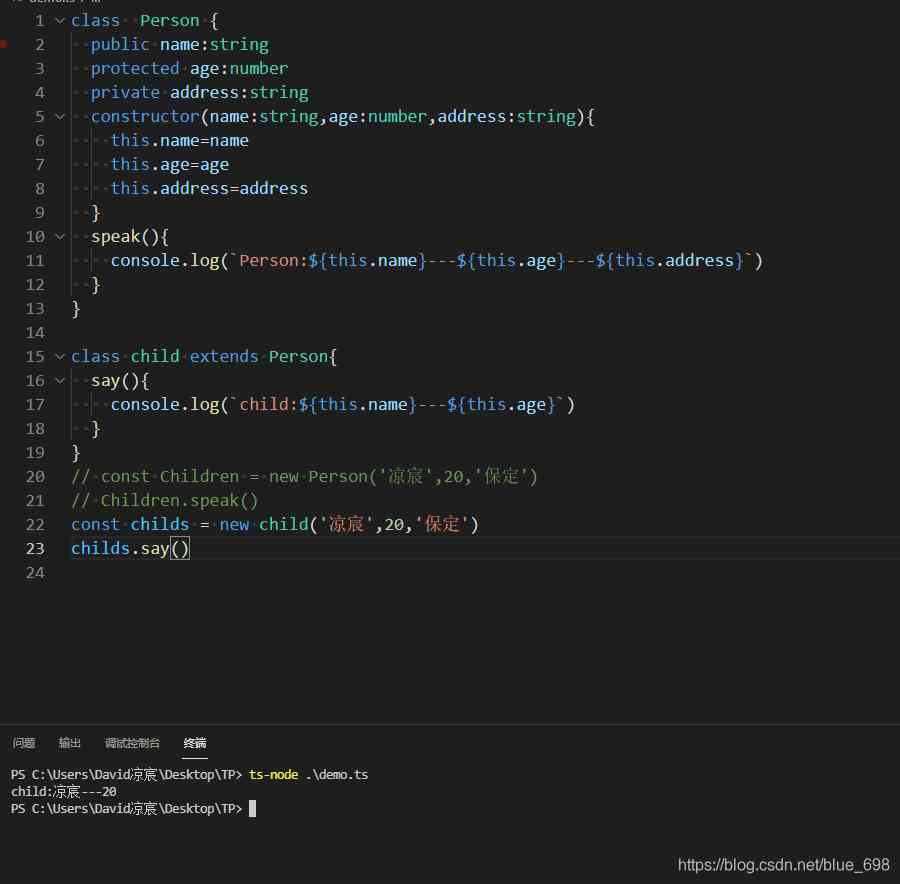 1 class Person {
2 public name:string
3 protected age:number
4 private address:string
5 constructor(name:string,age:number,address:string){
6 this.name=name
7 this.age=age
8 this.address=address
9 }
10 speak(){
11 console.log(`Person:${this.name}---${this.age}---${this.address}`)
12 }
13 }
14
15 class child extends Person{
16 say(){
17 console.log(`child:${this.name}---${this.age}`)
18 }
19 }
20 // const Children = new Person('凉宸',20,'保定')
21 // Children.speak()
22 const childs = new child('凉宸',20,'保定')
23 childs.say()
24
问题 输出 调试控制台 终端
PS C:\Users\David凉宸\Desktop\TP> ts-node .\demo.ts
child:凉宸---20
PS C:\Users\David凉宸\Desktop\TP>
https://blog.csdn.net/blue_698